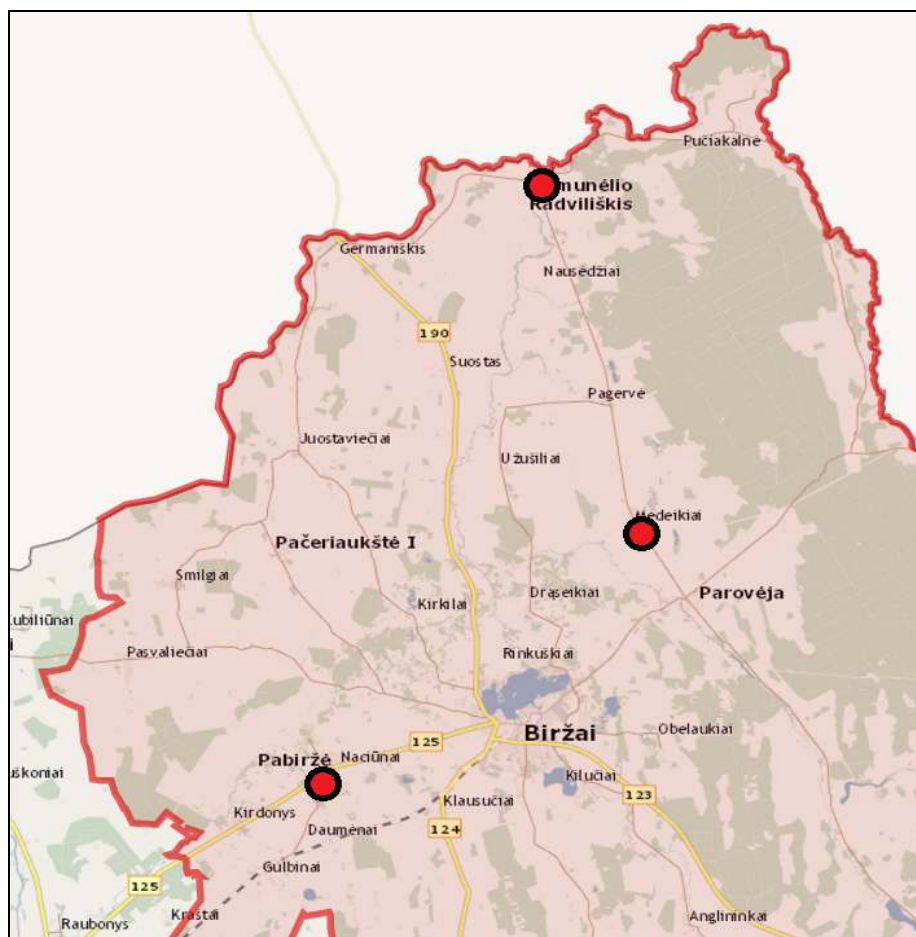 Pučiakalnė
munėlio
Radviliškis
Germaniškis
Nausėdžiai
190
Suostas
Pagervė
Juostaviečiai
Užušiliai
Medeikiai
Pačeriaukštė I
Smilgiai
Drąseikiai
Parovėja
Kirkilai
Pasvaliečiai
Rinkuškiai
Biržai
Obelaukiai
125
Naciūnai
Pabiržė
Kilučiai
123
Klausučiai
Kirdonys
Daumėnai
124
Gulbinai
125
Raubonys
Kraštai
Anglininkai